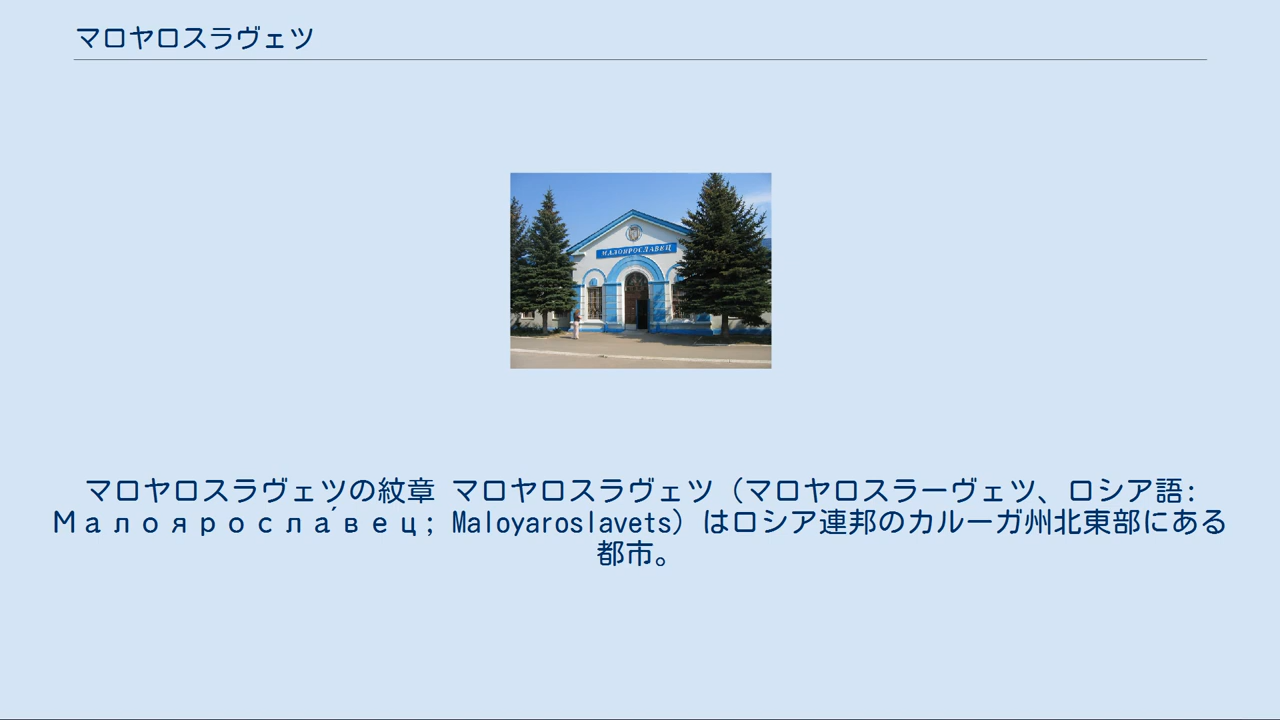 マロヤロスラヴェツ
МАЛОЯРОСЛАВЕЦ
マロヤロスラヴェツの紋章 マロヤロスラヴェツ（マロヤロスラーヴェツ、ロシア語:
Малоярослáвец; Maloyaroslavets）はロシア連邦のカルーガ州北東部にある
都市。